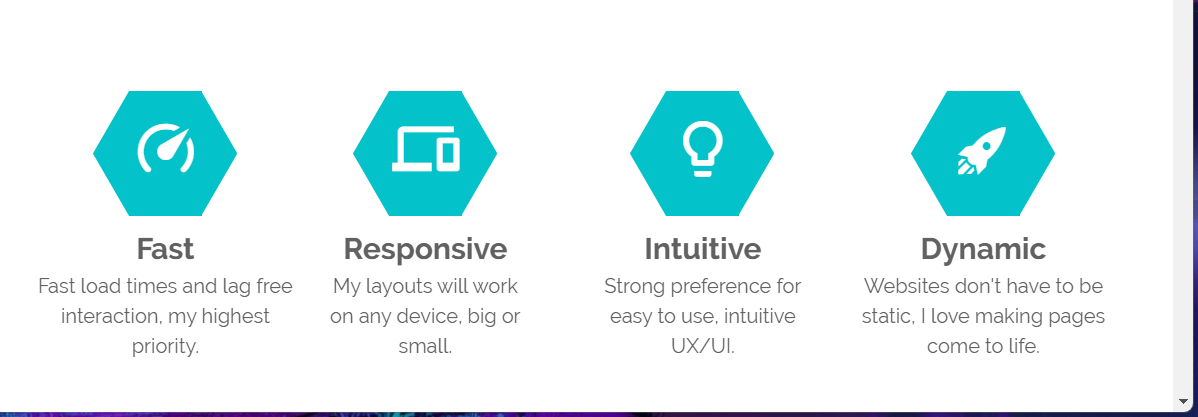 Fast
Fast load times and lag free
interaction, my highest
priority.
Responsive
My layouts will work
on any device, big or
small.
Intuitive
Strong preference for
easy to use, intuitive
UX/UI.
Dynamic
Websites don't have to be
static, I love making pages
come to life.